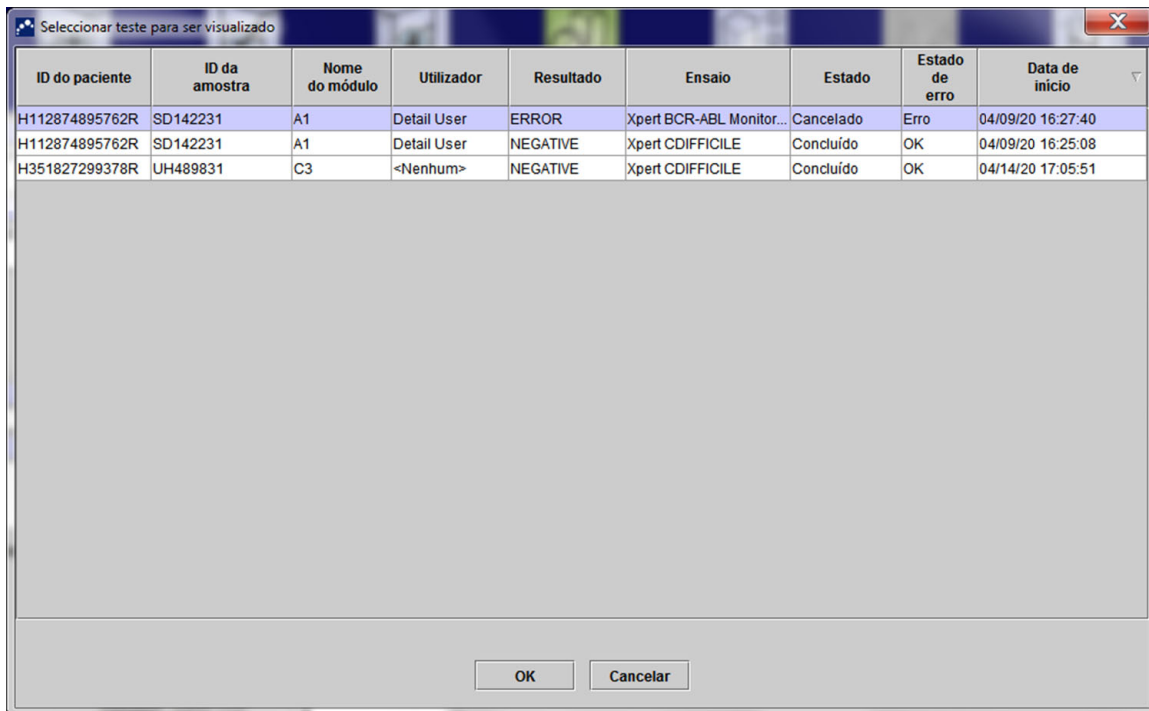 Seleccionar teste para ser visualizado
ID do paciente ID da amostra Nome do módulo Utilizador Resultado Ensaio Estado Estado de erro Data de início
H112874895762R SD142231 A1 Detail User ERROR Xpert BCR-ABL Monitor... Cancelado Erro 04/09/20 16:27:40
H112874895762R SD142231 A1 Detail User NEGATIVE Xpert CDIFFICILE Concluído OK 04/09/20 16:25:08
H351827299378R UH489831 C3 <Nenhum> NEGATIVE Xpert CDIFFICILE Concluído OK 04/14/20 17:05:51
OK Cancelar